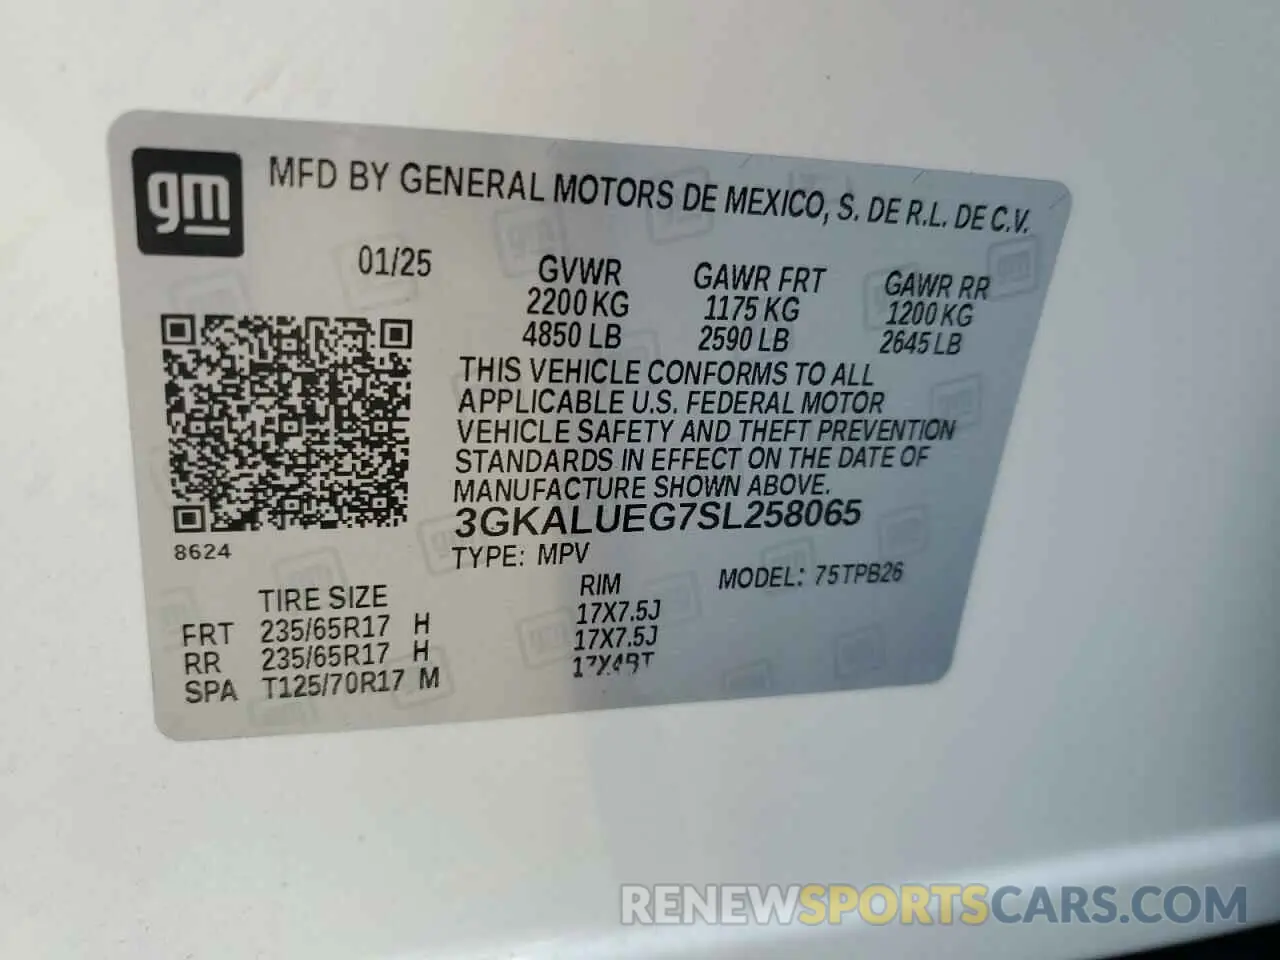 gm
MFD BY GENERAL MOTORS DE MEXICO, S. DE R.L. DE C.V.
01/25
GVWR GAWR FRT GAWR RR
2200 KG 1175 KG 1200 KG
4850 LB 2590 LB 2645 LB
THIS VEHICLE CONFORMS TO ALL
APPLICABLE U.S. FEDERAL MOTOR
VEHICLE SAFETY AND THEFT PREVENTION
STANDARDS IN EFFECT ON THE DATE OF
MANUFACTURE SHOWN ABOVE.
3GKALUEG7SL258065
8624
TYPE: MPV
MODEL: 75TPB26
TIRE SIZE RIM
FRT 235/65R17 H 17X7.5J
RR 235/65R17 H 17X7.5J
SPA T125/70R17 M
RENEWSPORTSCARS.COM